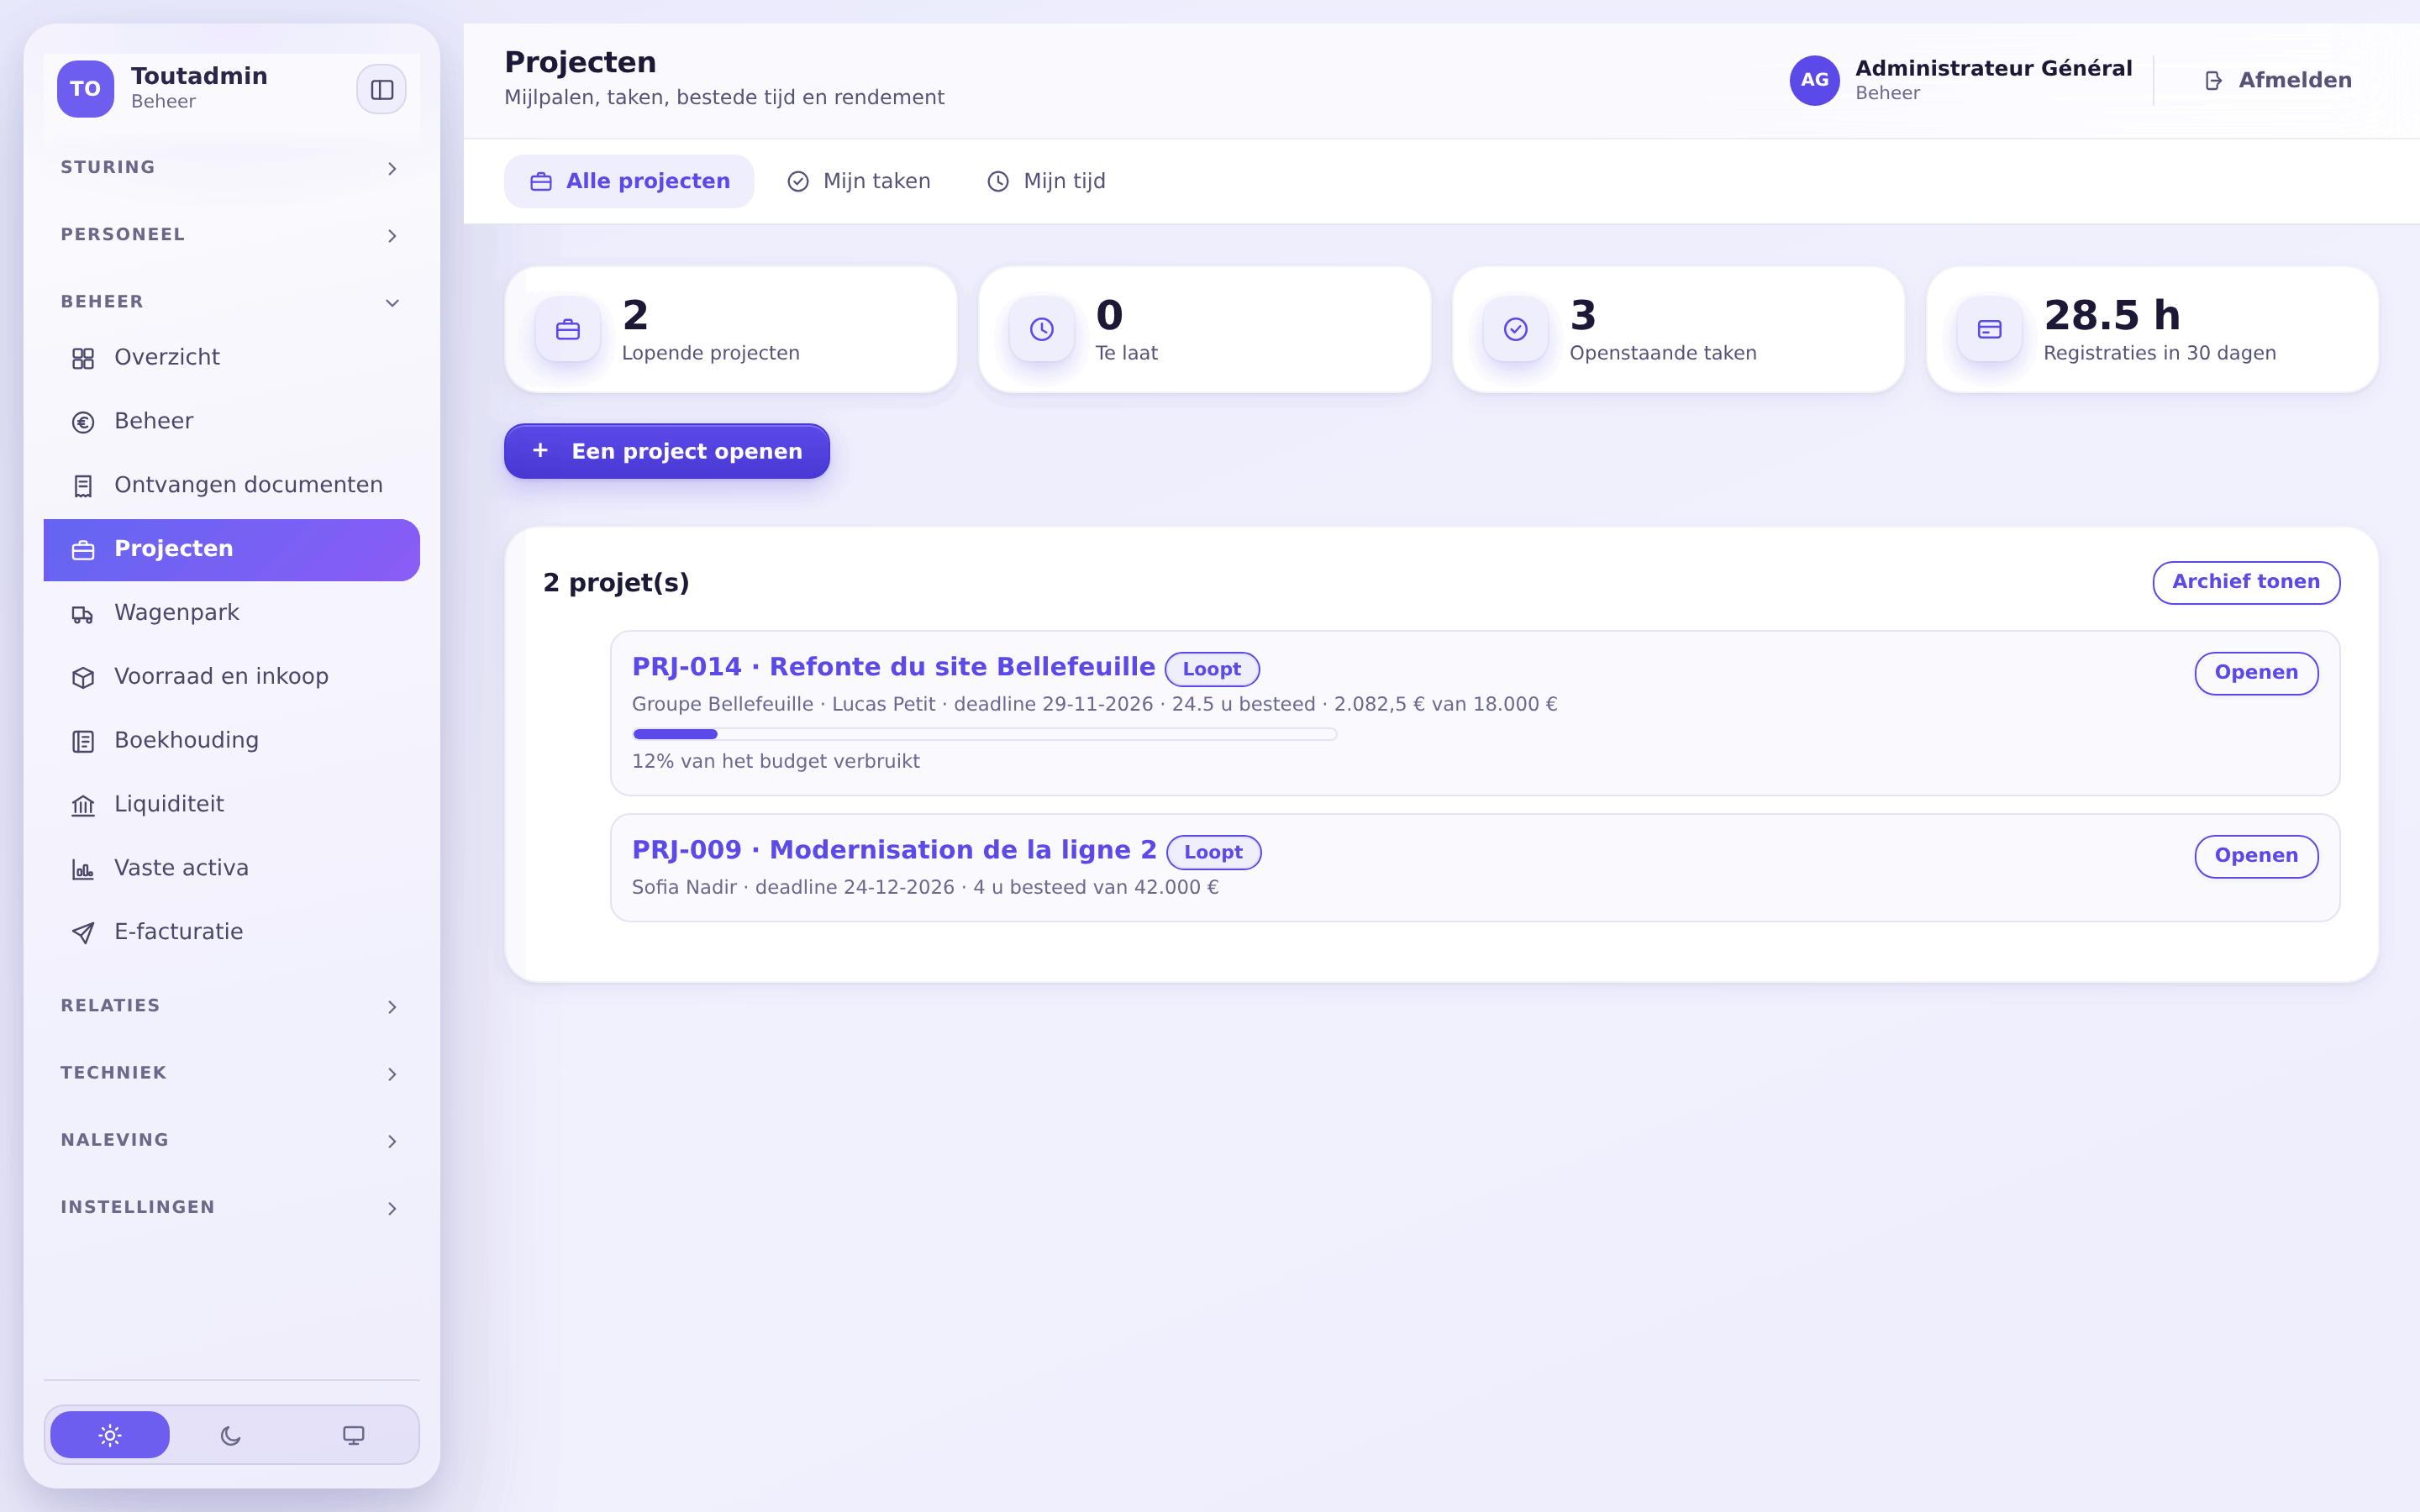 TO
Toutadmin
Beheer
STURING
PERSONEEL
BEHEER
Overzicht
Beheer
Ontvangen documenten
Projecten
Wagenpark
Voorraad en inkoop
Boekhouding
Liquiditeit
Vaste activa
E-facturatie
RELATIES
TECHNIEK
NALEVING
INSTELLINGEN
Projecten
Mijlpalen, taken, bestede tijd en rendement
AG
Administrateur Général
Beheer
Afmelden
Alle projecten
Mijn taken
Mijn tijd
2
Lopende projecten
0
Te laat
3
Openstaande taken
28.5 h
Registraties in 30 dagen
+ Een project openen
2 projet(s)
Archief tonen
PRJ-014 · Refonte du site Bellefeuille Loopt
Openen
Groupe Bellefeuille · Lucas Petit · deadline 29-11-2026 · 24.5 u besteed · 2.082,5 € van 18.000 €
12% van het budget verbruikt
PRJ-009 · Modernisation de la ligne 2 Loopt
Openen
Sofia Nadir · deadline 24-12-2026 · 4 u besteed van 42.000 €